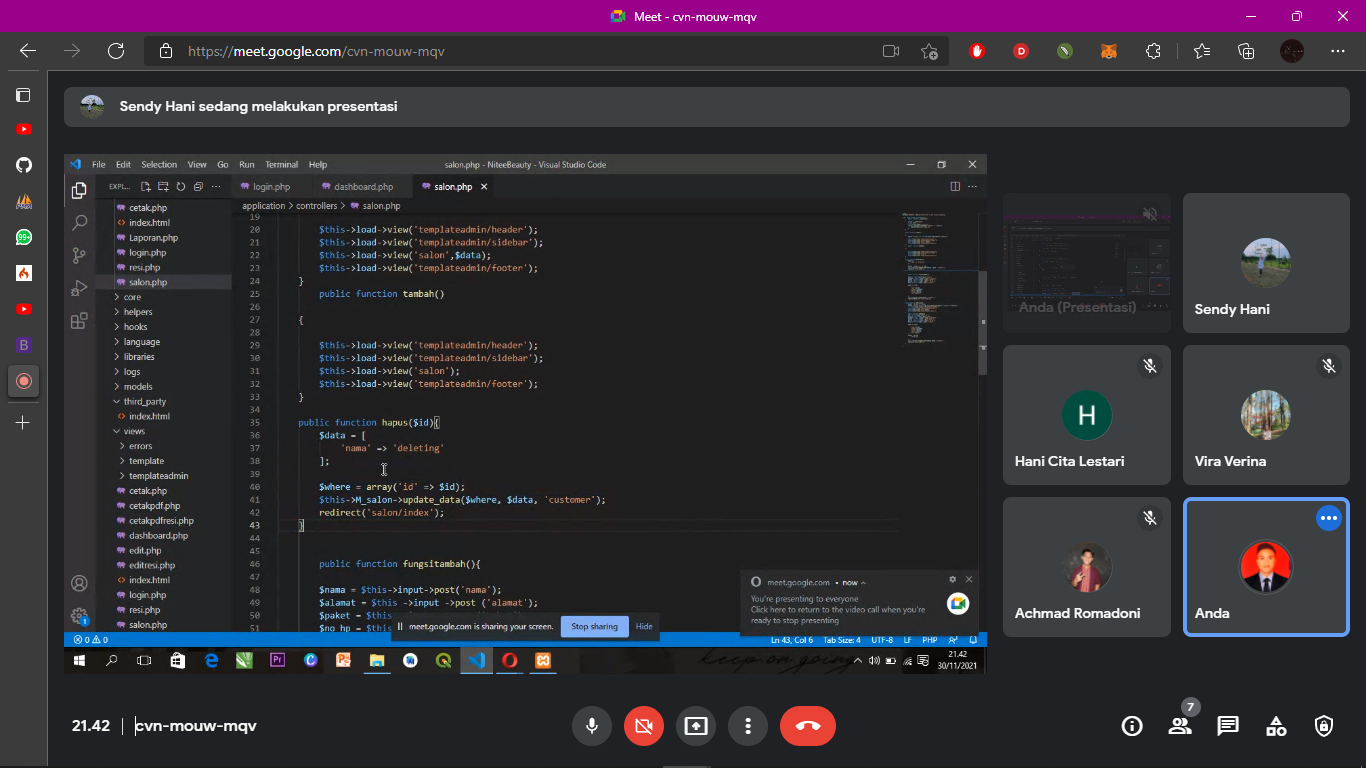 Meet - cvn-mouw-mqv
https://meet.google.com/cvn-mouw-mqv
Sendy Hani sedang melakukan presentasi
File Edit Selection View Go Run Terminal Help
salon.php - NiteeBeauty - Visual Studio Code
EXPL...
login.php
dashboard.php
salon.php
application > controllers > salon.php
cetak.php
index.html
Laporan.php
login.php
resi.php
salon.php
core
helpers
hooks
language
libraries
logs
models
third_party
index.html
views
errors
template
templateadmin
cetak.php
cetakpdf.php
cetakpdfresi.php
dashboard.php
edit.php
editresi.php
index.html
login.php
resi.php
salon.php
19
20 $this->load->view('templateadmin/header');
21 $this->load->view('templateadmin/sidebar');
22 $this->load->view('salon',$data);
23 $this->load->view('templateadmin/footer');
24 }
25 public function tambah()
26
27 {
28
29 $this->load->view('templateadmin/header');
30 $this->load->view('templateadmin/sidebar');
31 $this->load->view('salon');
32 $this->load->view('templateadmin/footer');
33 }
34
35 public function hapus($id){
36 $data = [
37 'nama' => 'deleting'
38 ];
39
40 $where = array('id' => $id);
41 $this->M_salon->update_data($where, $data, 'customer');
42 redirect('salon/index');
43 }
44
45
46 public function fungsitambah(){
47
48 $nama = $this->input->post('nama');
49 $alamat = $this ->input ->post ('alamat');
50 $paket = $this
51 $no_hp = $this
meet.google.com is sharing your screen. Stop sharing Hide
meet.google.com • now
You're presenting to everyone
Click here to return to the video call when you're
ready to stop presenting
0 0
Ln 43, Col 6 Tab Size: 4 UTF-8 LF PHP
keep on going
21.42
30/11/2021
Anda (Presentasi)
Sendy Hani
H
Hani Cita Lestari
Vira Verina
Achmad Romadoni
Anda
21.42 | cvn-mouw-mqv
7
99+
B
D